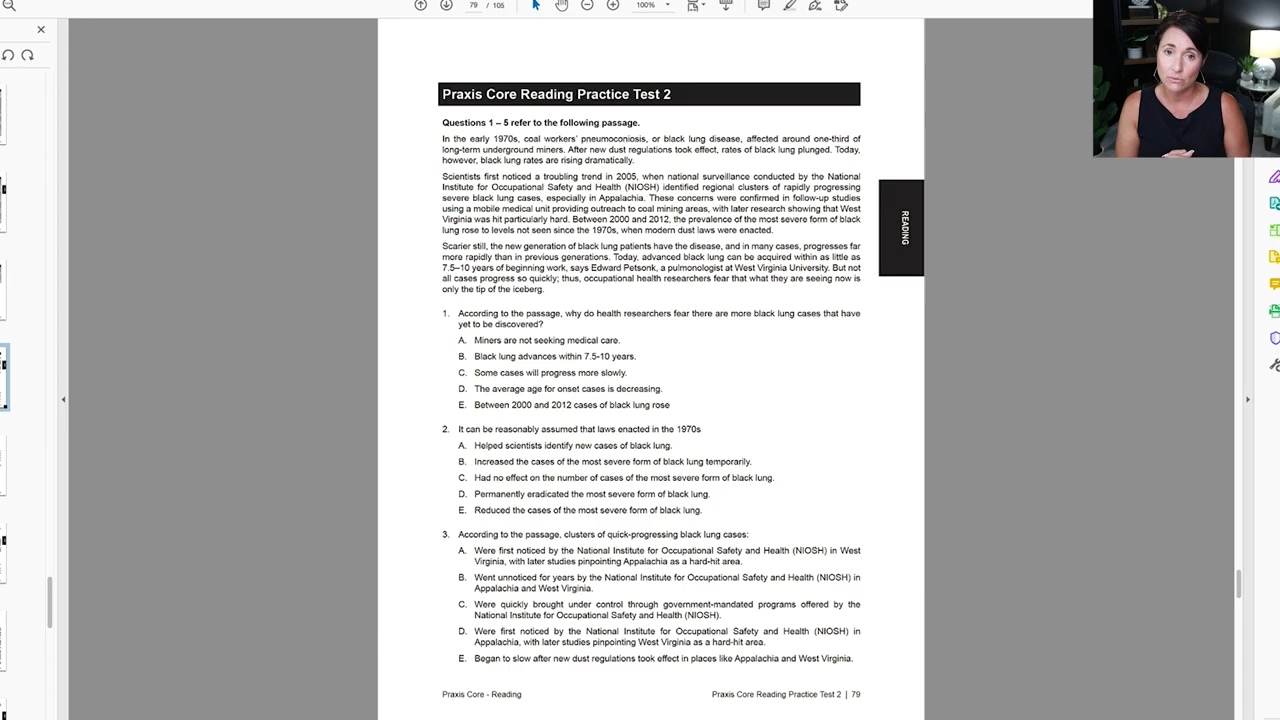 79 / 105
100%
Praxis Core Reading Practice Test 2
Questions 1 – 5 refer to the following passage.
In the early 1970s, coal workers' pneumoconiosis, or black lung disease, affected around one-third of
long-term underground miners. After new dust regulations took effect, rates of black lung plunged. Today,
however, black lung rates are rising dramatically.
Scientists first noticed a troubling trend in 2005, when national surveillance conducted by the National
Institute for Occupational Safety and Health (NIOSH) identified regional clusters of rapidly progressing
severe black lung cases, especially in Appalachia. These concerns were confirmed in follow-up studies
using a mobile medical unit providing outreach to coal mining areas, with later research showing that West
Virginia was hit particularly hard. Between 2000 and 2012, the prevalence of the most severe form of black
lung rose to levels not seen since the 1970s, when modern dust laws were enacted.
Scarier still, the new generation of black lung patients have the disease, and in many cases, progresses far
more rapidly than in previous generations. Today, advanced black lung can be acquired within as little as
7.5–10 years of beginning work, says Edward Petsonk, a pulmonologist at West Virginia University. But not
all cases progress so quickly; thus, occupational health researchers fear that what they are seeing now is
only the tip of the iceberg.
READING
1. According to the passage, why do health researchers fear there are more black lung cases that have
yet to be discovered?
A. Miners are not seeking medical care.
B. Black lung advances within 7.5-10 years.
C. Some cases will progress more slowly.
D. The average age for onset cases is decreasing.
E. Between 2000 and 2012 cases of black lung rose
2. It can be reasonably assumed that laws enacted in the 1970s
A. Helped scientists identify new cases of black lung.
B. Increased the cases of the most severe form of black lung temporarily.
C. Had no effect on the number of cases of the most severe form of black lung.
D. Permanently eradicated the most severe form of black lung.
E. Reduced the cases of the most severe form of black lung.
3. According to the passage, clusters of quick-progressing black lung cases:
A. Were first noticed by the National Institute for Occupational Safety and Health (NIOSH) in West
Virginia, with later studies pinpointing Appalachia as a hard-hit area.
B. Went unnoticed for years by the National Institute for Occupational Safety and Health (NIOSH) in
Appalachia and West Virginia.
C. Were quickly brought under control through government-mandated programs offered by the
National Institute for Occupational Safety and Health (NIOSH).
D. Were first noticed by the National Institute for Occupational Safety and Health (NIOSH) in
Appalachia, with later studies pinpointing West Virginia as a hard-hit area.
E. Began to slow after new dust regulations took effect in places like Appalachia and West Virginia.
Praxis Core - Reading
Praxis Core Reading Practice Test 2 | 79